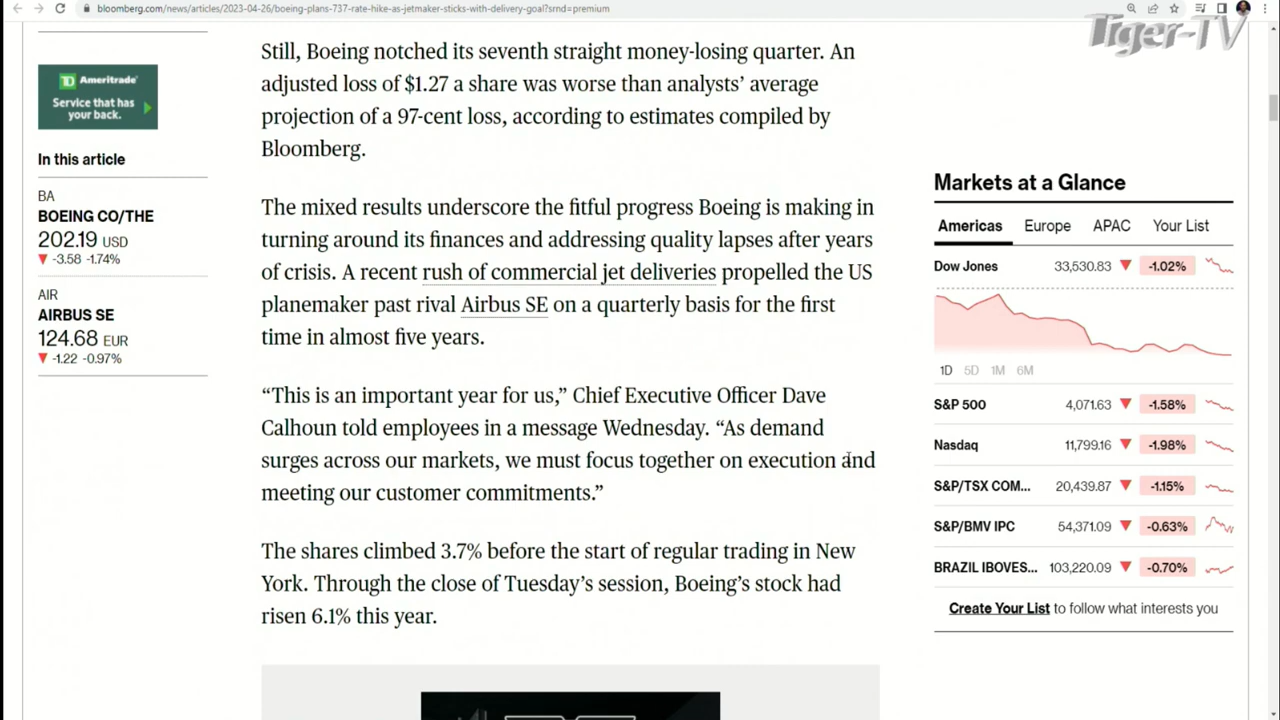 bloomberg.com/news/articles/2023-04-26/boeing-plans-737-rate-hike-as-jetmaker-sticks-with-delivery-goal?srnd=premium
Tiger-TV
TD Ameritrade
Service that has
your back.
In this article
BA
BOEING CO/THE
202.19 USD
▼ -3.58 -1.74%
AIR
AIRBUS SE
124.68 EUR
▼ -1.22 -0.97%
Still, Boeing notched its seventh straight money-losing quarter. An
adjusted loss of $1.27 a share was worse than analysts’ average
projection of a 97-cent loss, according to estimates compiled by
Bloomberg.
The mixed results underscore the fitful progress Boeing is making in
turning around its finances and addressing quality lapses after years
of crisis. A recent rush of commercial jet deliveries propelled the US
planemaker past rival Airbus SE on a quarterly basis for the first
time in almost five years.
“This is an important year for us,” Chief Executive Officer Dave
Calhoun told employees in a message Wednesday. “As demand
surges across our markets, we must focus together on execution and
meeting our customer commitments.”
The shares climbed 3.7% before the start of regular trading in New
York. Through the close of Tuesday’s session, Boeing’s stock had
risen 6.1% this year.
Markets at a Glance
Americas Europe APAC Your List
Dow Jones 33,530.83 ▼ -1.02%
1D 5D 1M 6M
S&P 500 4,071.63 ▼ -1.58%
Nasdaq 11,799.16 ▼ -1.98%
S&P/TSX COM... 20,439.87 ▼ -1.15%
S&P/BMV IPC 54,371.09 ▼ -0.63%
BRAZIL IBOVES... 103,220.09 ▼ -0.70%
Create Your List to follow what interests you